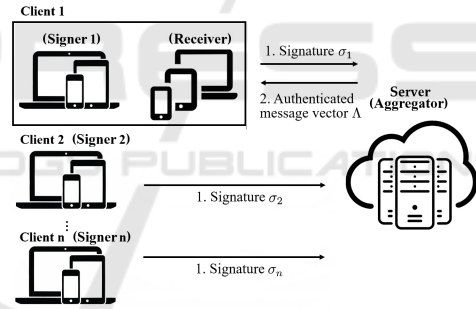 Client 1
(Signer 1) (Receiver)
1. Signature σ₁
2. Authenticated
message vector Λ
Server
(Aggregator)
Client 2 (Signer 2)
1. Signature σ₂
⋮
Client n (Signer n)
1. Signature σₙ